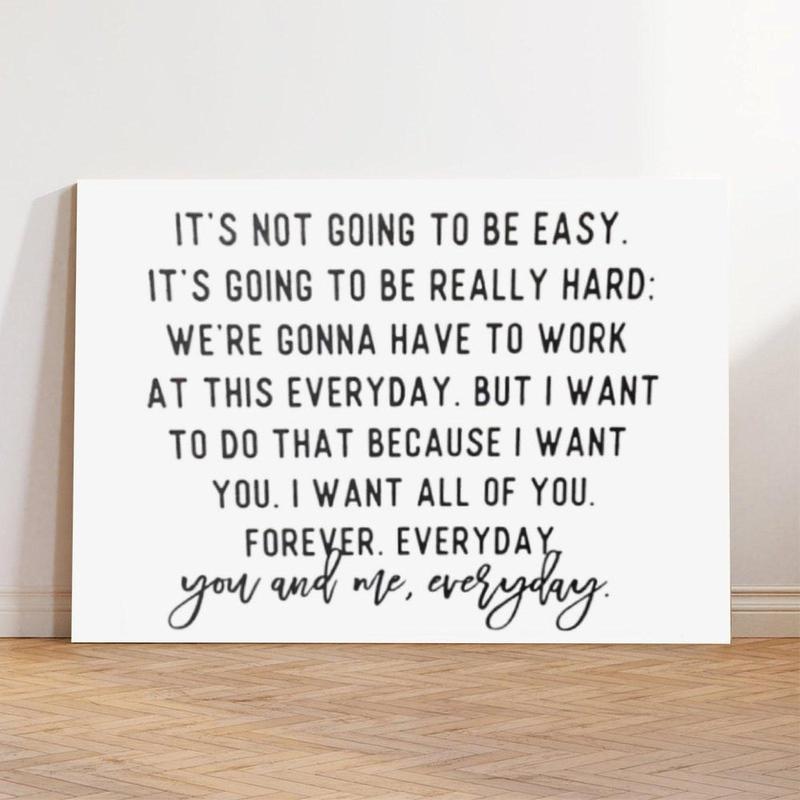 IT'S NOT GOING TO BE EASY.
IT'S GOING TO BE REALLY HARD;
WE'RE GONNA HAVE TO WORK
AT THIS EVERYDAY. BUT I WANT
TO DO THAT BECAUSE I WANT
YOU. I WANT ALL OF YOU.
FOREVER. EVERYDAY.
you and me, everyday.